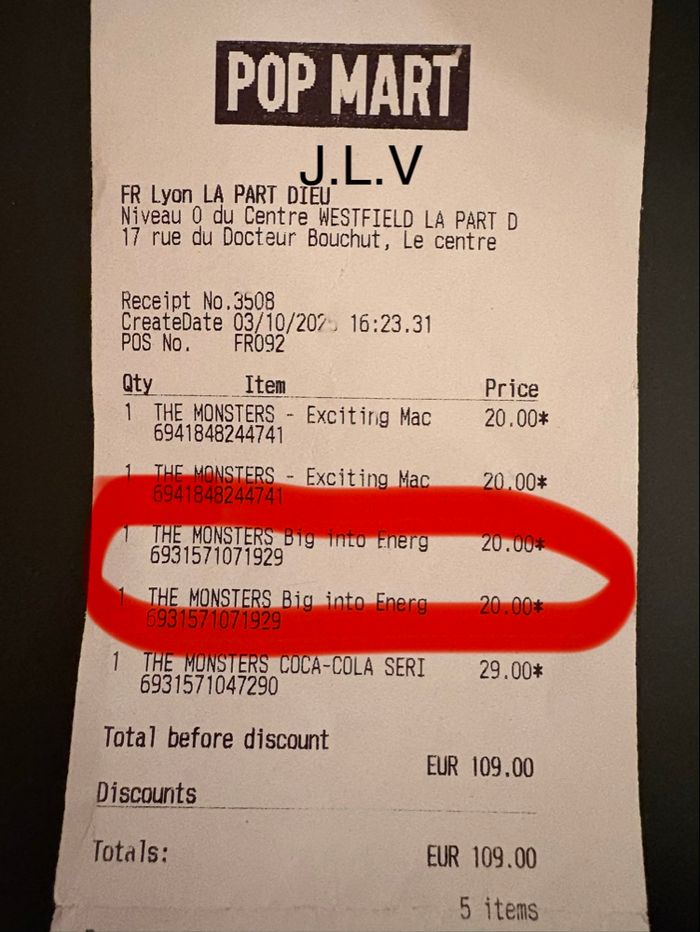 POP MART
J.L.V
FR Lyon LA PART DIEU
Niveau 0 du Centre WESTFIELD LA PART D
17 rue du Docteur Bouchut, Le centre
Receipt No.3508
CreateDate 03/10/202 16:23.31
POS No. FR092
Qty Item Price
1 THE MONSTERS - Exciting Mac 20.00*
6941848244741
1 THE MONSTERS - Exciting Mac 20.00*
6941848244741
1 THE MONSTERS Big into Energ 20.00*
6931571071929
1 THE MONSTERS Big into Energ 20.00*
6931571071929
1 THE MONSTERS COCA-COLA SERI 29.00*
6931571047290
Total before discount
EUR 109.00
Discounts
Totals: EUR 109.00
5 items